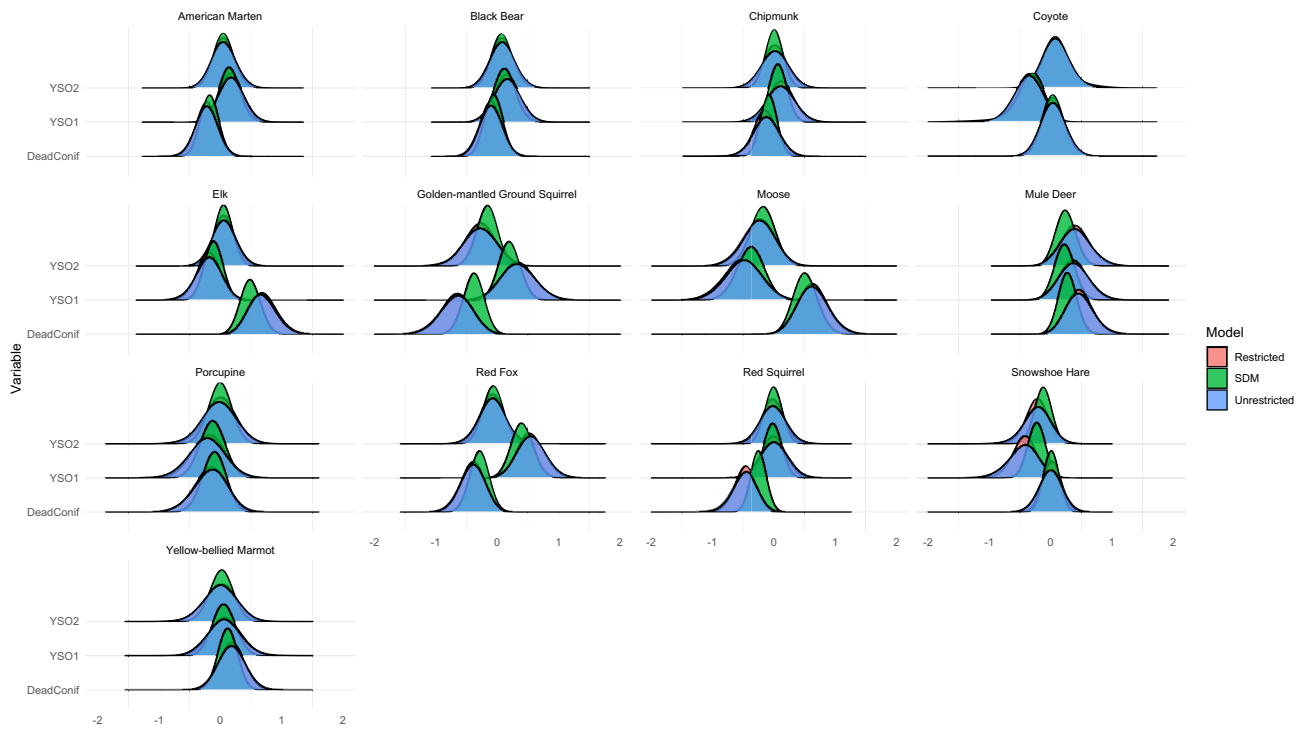 American Marten Black Bear Chipmunk Coyote
YSO2
YSO1
DeadConif
Elk Golden-mantled Ground Squirrel Moose Mule Deer
YSO2
YSO1
DeadConif
Variable
Model
Restricted
SDM
Unrestricted
Porcupine Red Fox Red Squirrel Snowshoe Hare
YSO2
YSO1
DeadConif
-2 -1 0 1 2 -2 -1 0 1 2 -2 -1 0 1 2
Yellow-bellied Marmot
YSO2
YSO1
DeadConif
-2 -1 0 1 2